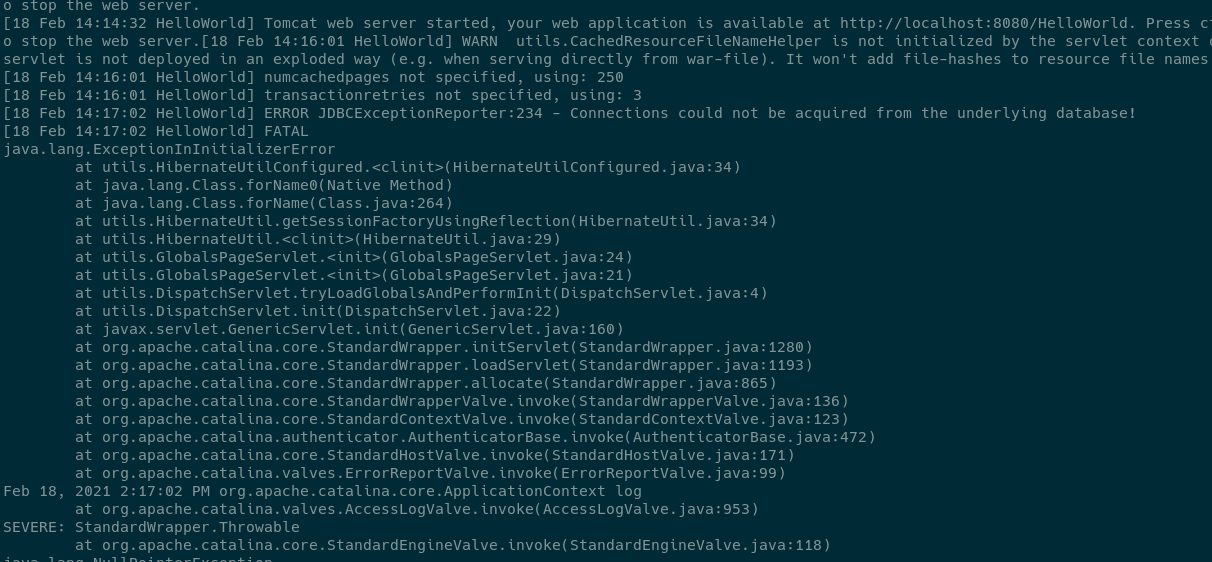 o stop the web server.
[18 Feb 14:14:32 HelloWorld] Tomcat web server started, your web application is available at http://localhost:8080/HelloWorld. Press ct
o stop the web server.[18 Feb 14:16:01 HelloWorld] WARN  utils.CachedResourceFileNameHelper is not initialized by the servlet context o
servlet is not deployed in an exploded way (e.g. when serving directly from war-file). It won't add file-hashes to resource file names.
[18 Feb 14:16:01 HelloWorld] numcachedpages not specified, using: 250
[18 Feb 14:16:01 HelloWorld] transactionretries not specified, using: 3
[18 Feb 14:17:02 HelloWorld] ERROR JDBCExceptionReporter:234 - Connections could not be acquired from the underlying database!
[18 Feb 14:17:02 HelloWorld] FATAL
java.lang.ExceptionInInitializerError
        at utils.HibernateUtilConfigured.<clinit>(HibernateUtilConfigured.java:34)
        at java.lang.Class.forName0(Native Method)
        at java.lang.Class.forName(Class.java:264)
        at utils.HibernateUtil.getSessionFactoryUsingReflection(HibernateUtil.java:34)
        at utils.HibernateUtil.<clinit>(HibernateUtil.java:29)
        at utils.GlobalsPageServlet.<init>(GlobalsPageServlet.java:24)
        at utils.GlobalsPageServlet.<init>(GlobalsPageServlet.java:21)
        at utils.DispatchServlet.tryLoadGlobalsAndPerformInit(DispatchServlet.java:4)
        at utils.DispatchServlet.init(DispatchServlet.java:22)
        at javax.servlet.GenericServlet.init(GenericServlet.java:160)
        at org.apache.catalina.core.StandardWrapper.initServlet(StandardWrapper.java:1280)
        at org.apache.catalina.core.StandardWrapper.loadServlet(StandardWrapper.java:1193)
        at org.apache.catalina.core.StandardWrapper.allocate(StandardWrapper.java:865)
        at org.apache.catalina.core.StandardWrapperValve.invoke(StandardWrapperValve.java:136)
        at org.apache.catalina.core.StandardContextValve.invoke(StandardContextValve.java:123)
        at org.apache.catalina.authenticator.AuthenticatorBase.invoke(AuthenticatorBase.java:472)
        at org.apache.catalina.core.StandardHostValve.invoke(StandardHostValve.java:171)
        at org.apache.catalina.valves.ErrorReportValve.invoke(ErrorReportValve.java:99)
Feb 18, 2021 2:17:02 PM org.apache.catalina.core.ApplicationContext log
        at org.apache.catalina.valves.AccessLogValve.invoke(AccessLogValve.java:953)
SEVERE: StandardWrapper.Throwable
        at org.apache.catalina.core.StandardEngineValve.invoke(StandardEngineValve.java:118)
java.lang.NullPointerException